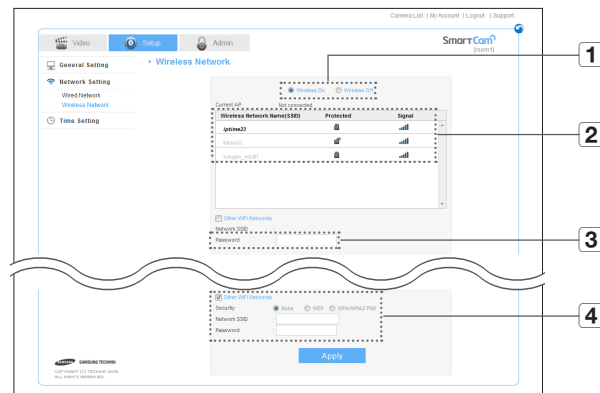 Camera List | My Account | Logout | Support
Video
Setup
Admin
SmartCam
[room1]
General Setting
Network Setting
Wired Network
Wireless Network
Time Setting
• Wireless Network
Wireless On
Wireless Off
Current AP
Not connected
Wireless Network Name(SSID)
Protected
Signal
iptime23
Other WiFi Networks
Network SSID
Password
Other WiFi Networks
Security
None
WEP
WPA/WPA2 PSK
Network SSID
Password
Apply
SAMSUNG TECHWIN
ALL RIGHTS RESERVED.
1
2
3
4